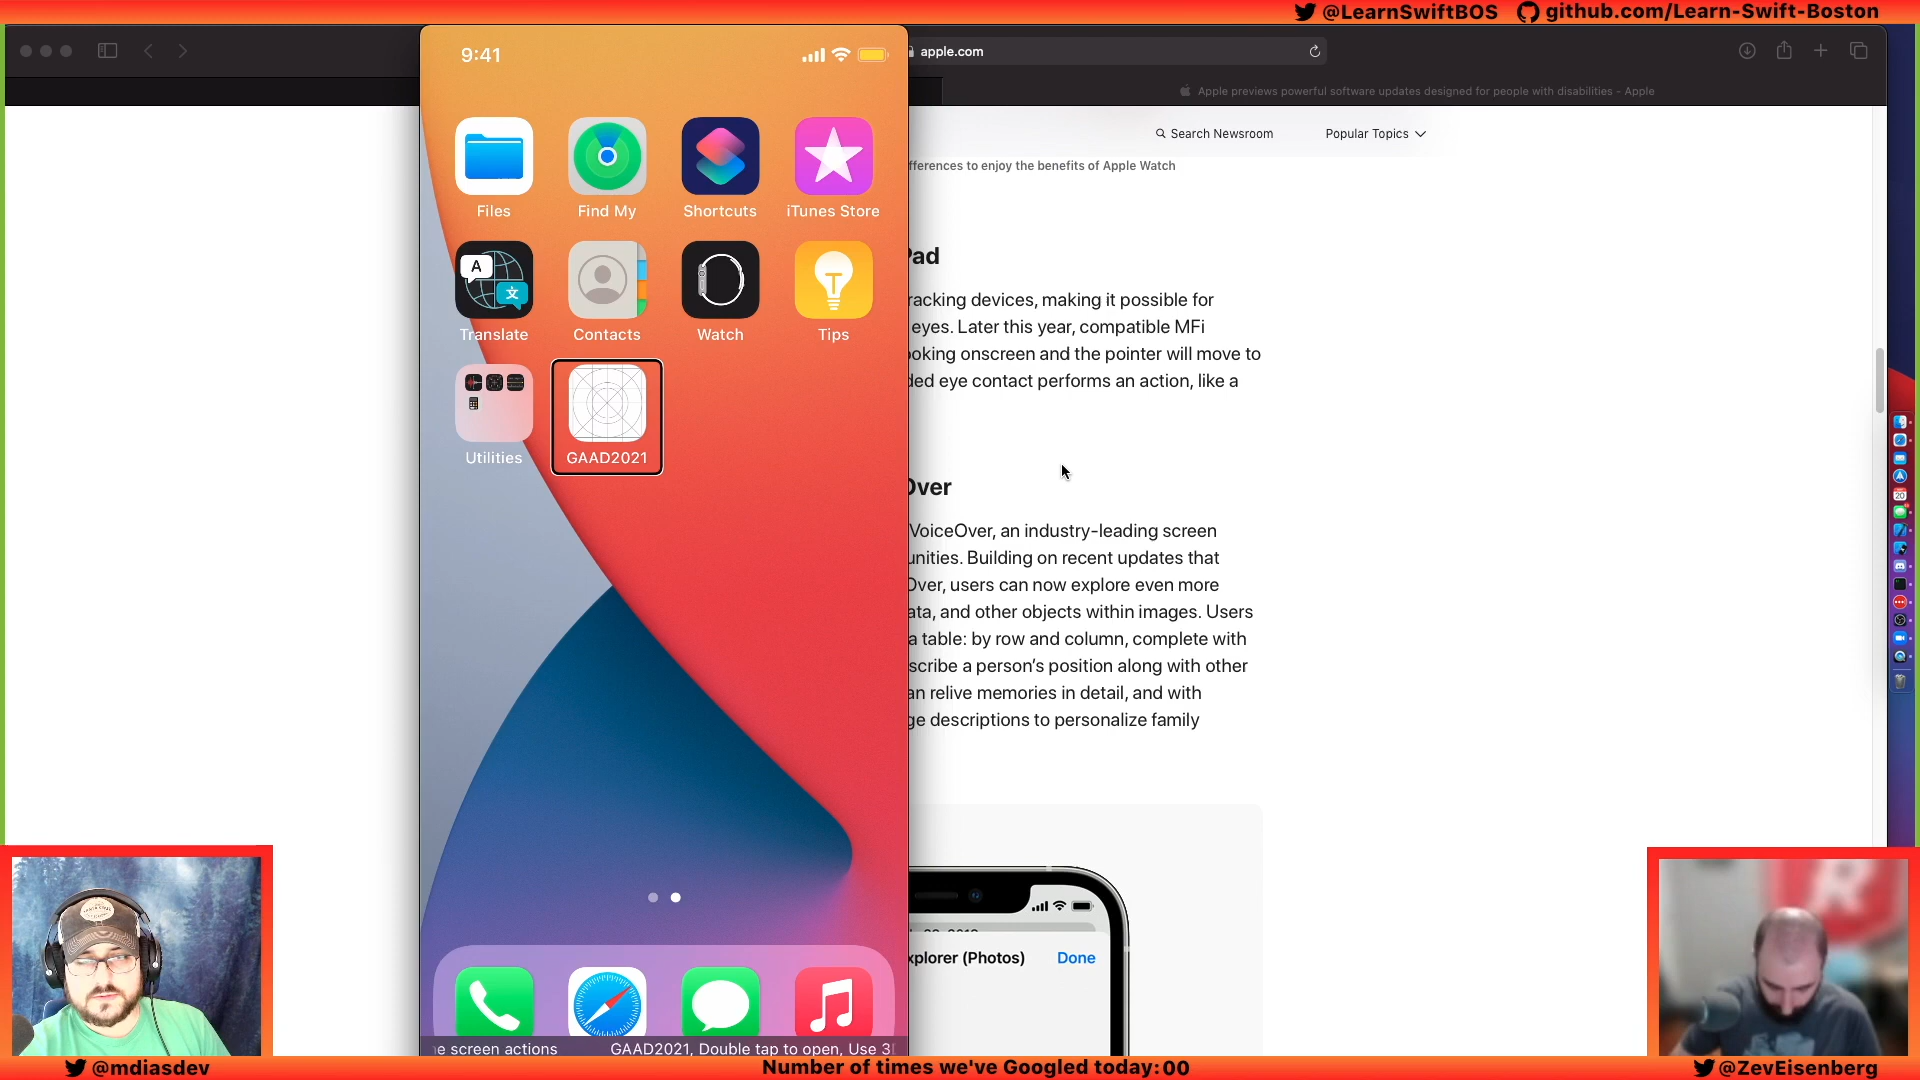 @LearnSwiftBOS github.com/Learn-Swift-Boston
9:41
apple.com
Apple previews powerful software updates designed for people with disabilities - Apple
Search Newsroom Popular Topics
fferences to enjoy the benefits of Apple Watch
Files Find My Shortcuts iTunes Store
A
文
Translate Contacts Watch Tips
Utilities GAAD2021
Pad
racking devices, making it possible for
eyes. Later this year, compatible MFi
ooking onscreen and the pointer will move to
ded eye contact performs an action, like a
Over
VoiceOver, an industry-leading screen
unities. Building on recent updates that
Over, users can now explore even more
ata, and other objects within images. Users
a table: by row and column, complete with
scribe a person's position along with other
an relive memories in detail, and with
ge descriptions to personalize family
xplorer (Photos) Done
e screen actions GAAD2021, Double tap to open, Use 3
@mdiasdev
Number of times we've Googled today:00
@ZevEisenberg
20